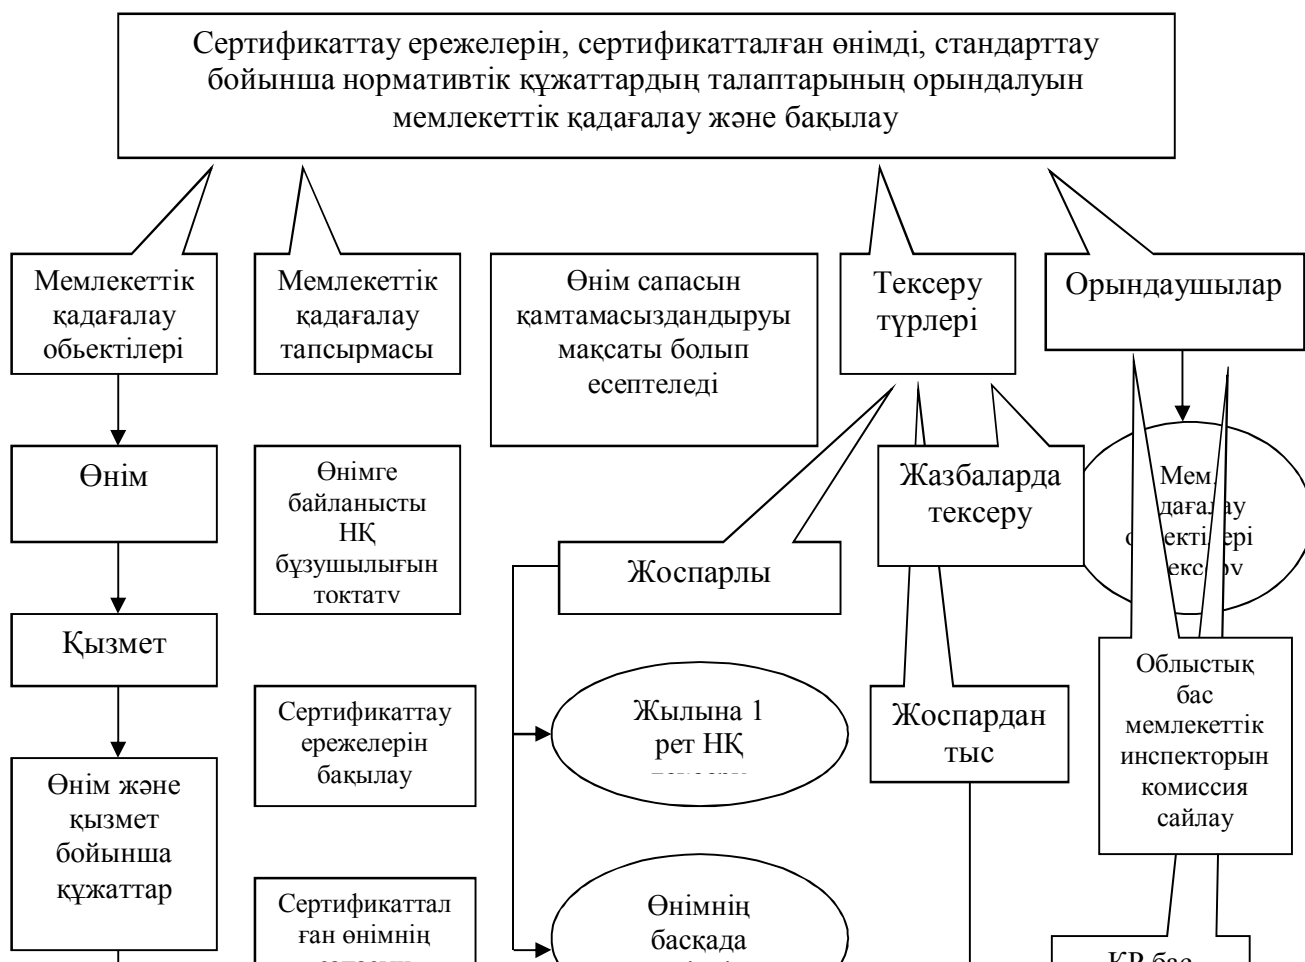 Сертификаттау ережелерін, сертификатталған өнімді, стандарттау
бойынша нормативтік құжаттардың талаптарының орындалуын
мемлекеттік қадағалау және бақылау
Мемлекеттік
қадағалау
обьектілері
Мемлекеттік
қадағалау
тапсырмасы
Өнім сапасын
қамтамасыздандыруы
мақсаты болып
есептеледі
Тексеру
түрлері
Орындаушылар
Өнім
Өнімге
байланысты
НҚ
бұзушылығын
тоқтату
Жазбаларда
тексеру
Мем.
Жоспарлы
Қызмет
Облыстық
бас
мемлекеттік
инспекторын
комиссия
сайлау
Сертификаттау
ережелерін
бақылау
Жылына 1
рет НҚ
Жоспардан
тыс
Өнім және
қызмет
бойынша
құжаттар
Сертификаттал
ған өнімнің
Өнімнің
басқада
ҚР бас